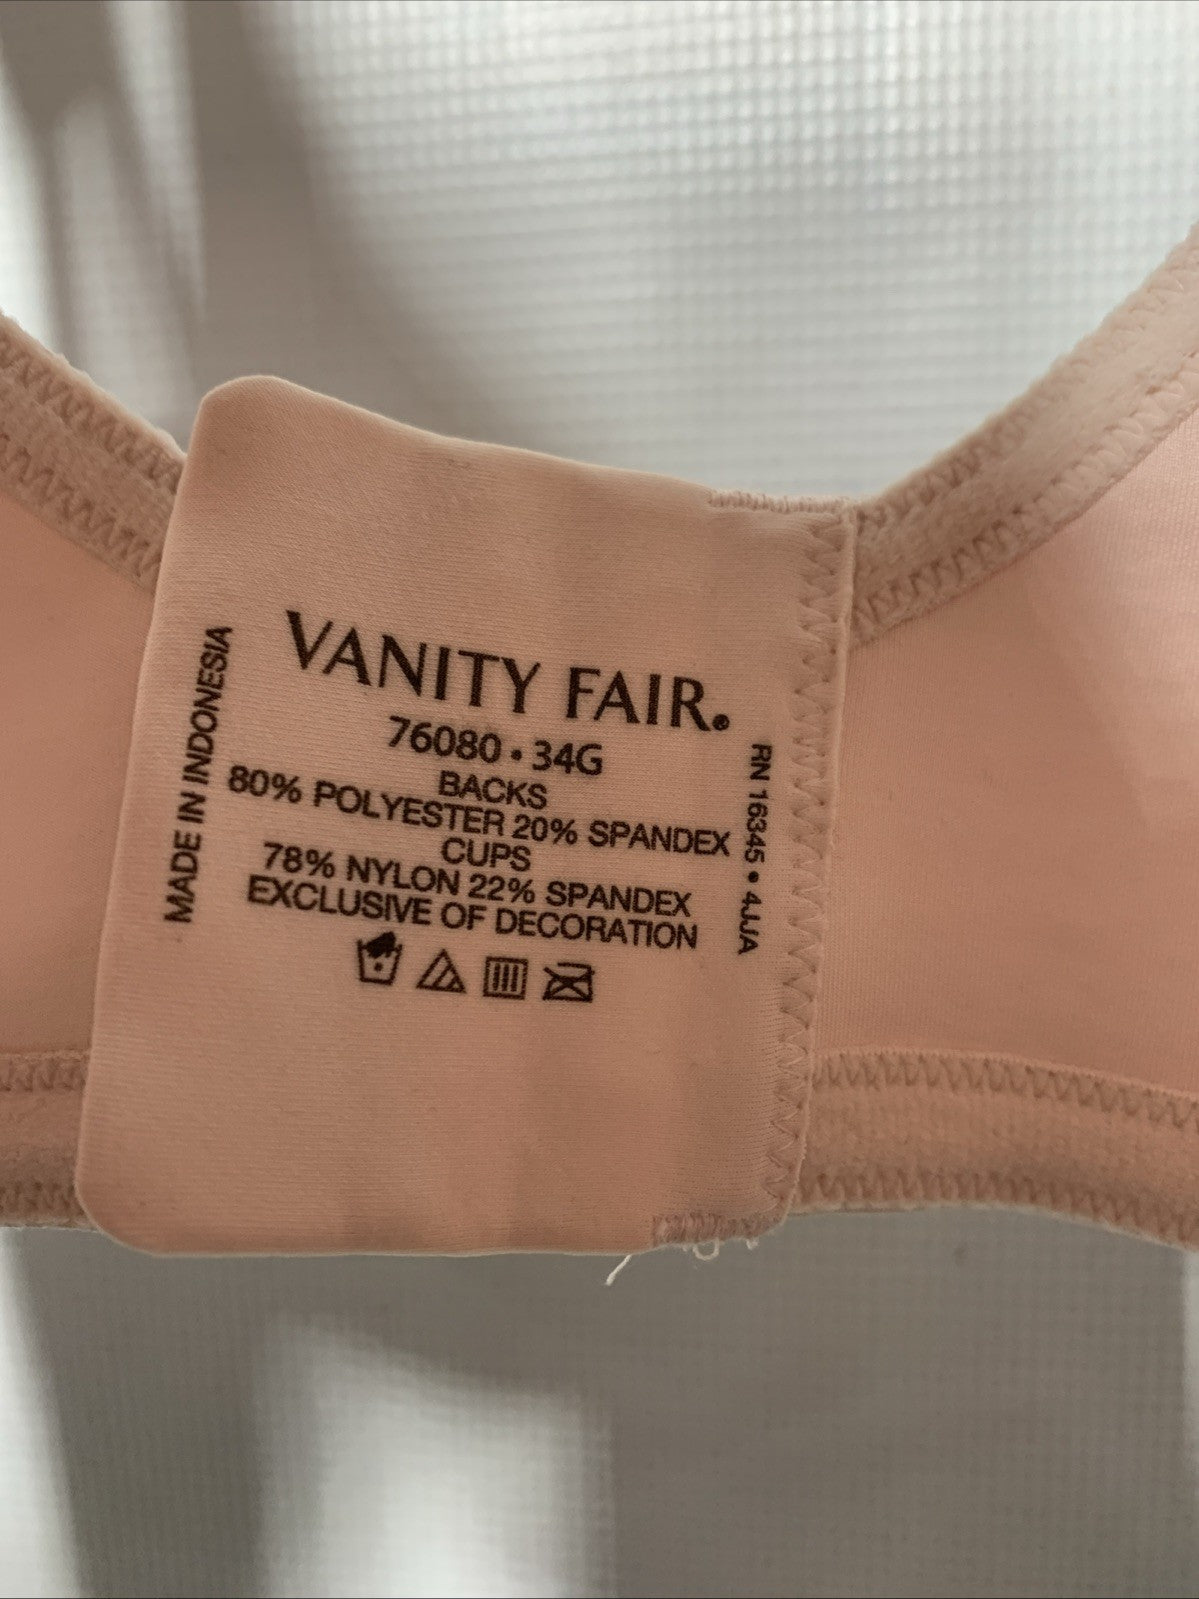 VANITY FAIR.
76080 • 34G
BACKS
80% POLYESTER 20% SPANDEX
CUPS
78% NYLON 22% SPANDEX
EXCLUSIVE OF DECORATION
MADE IN INDONESIA
RN 16345 • 4JJA